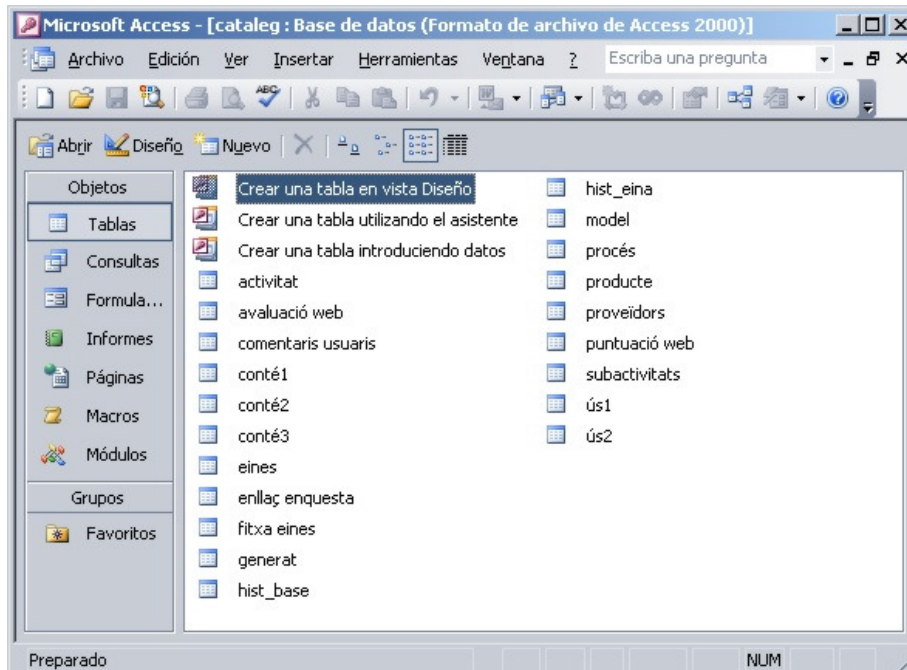 Microsoft Access - [cataleg : Base de datos (Formato de archivo de Access 2000)]
Archivo Edición Ver Insertar Herramientas Ventana ? Escriba una pregunta
Abrir Diseño Nuevo
Objetos
Tablas
Consultas
Formula...
Informes
Páginas
Macros
Módulos
Grupos
Favoritos
Crear una tabla en vista Diseño
Crear una tabla utilizando el asistente
Crear una tabla introduciendo datos
activitat
avaluació web
comentaris usuaris
conté1
conté2
conté3
eines
enllaç enquesta
fitxa eines
generat
hist_base
hist_eina
model
procés
producte
proveïdors
puntuació web
subactivitats
ús1
ús2
Preparado NUM